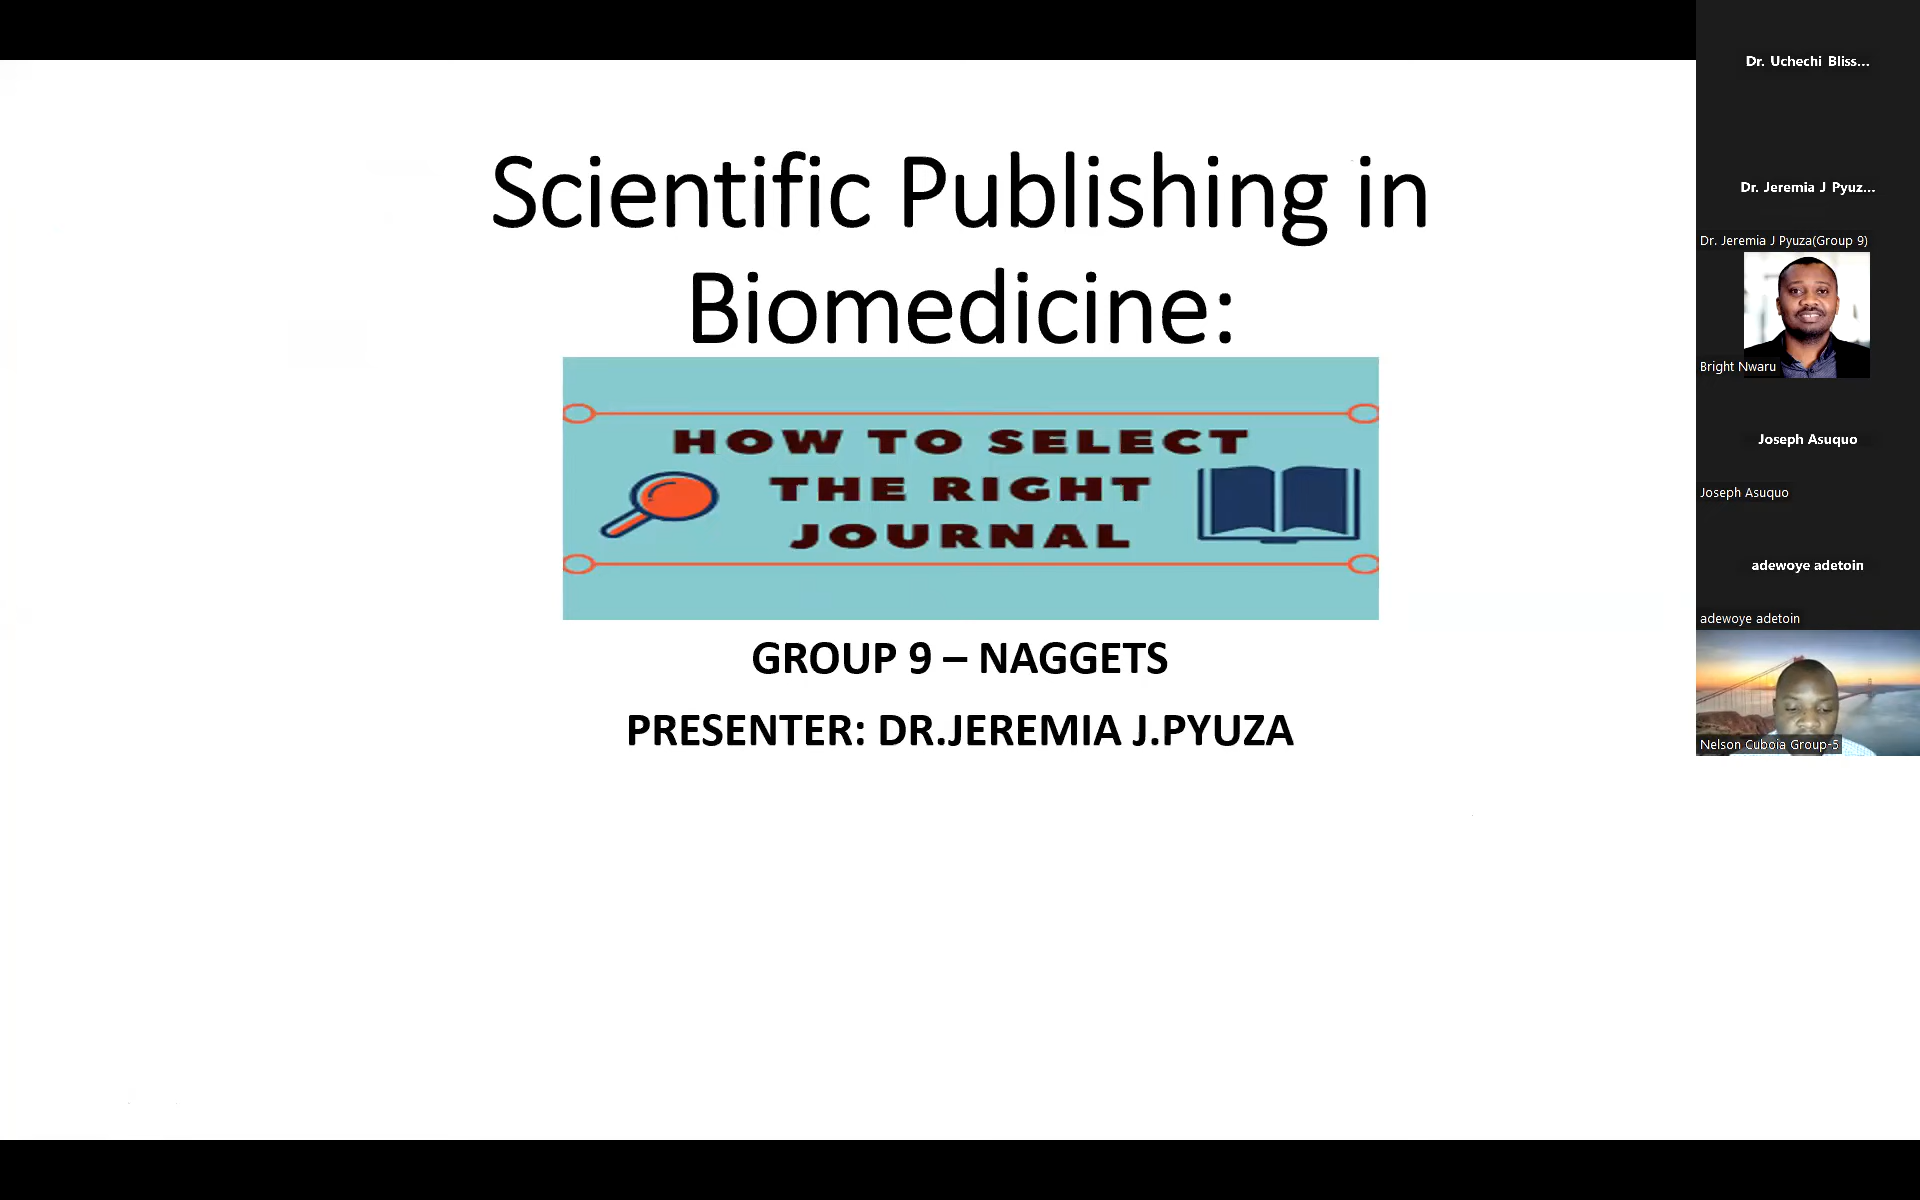 Scientific Publishing in
Biomedicine:
HOW TO SELECT
THE RIGHT
JOURNAL
GROUP 9 – NAGGETS
PRESENTER: DR.JEREMIA J.PYUZA
Dr. Uchechi Bliss...
Dr. Jeremia J Pyuz...
Dr. Jeremia J Pyuza(Group 9)
Bright Nwaru
Joseph Asuquo
Joseph Asuquo
adewoye adetoin
adewoye adetoin
Nelson Cuboia Group-5